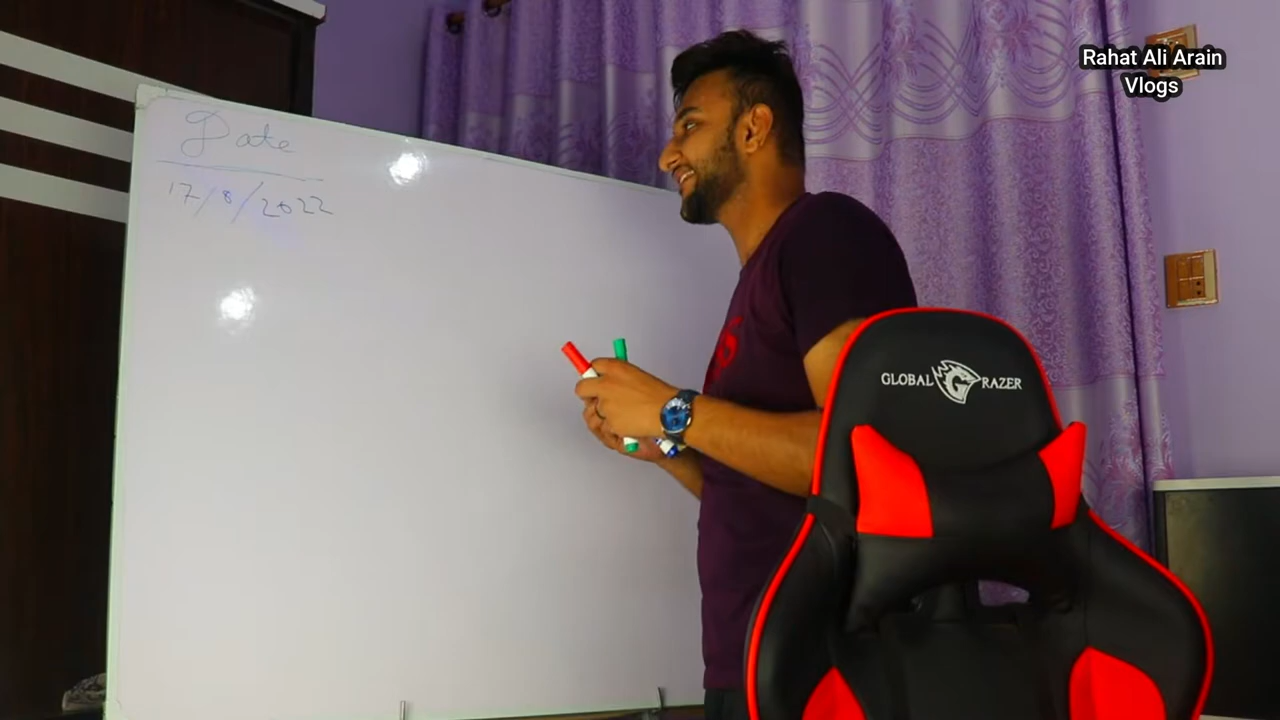 Date
17/8/2022
Rahat Ali Arain
Vlogs
GLOBAL RAZER